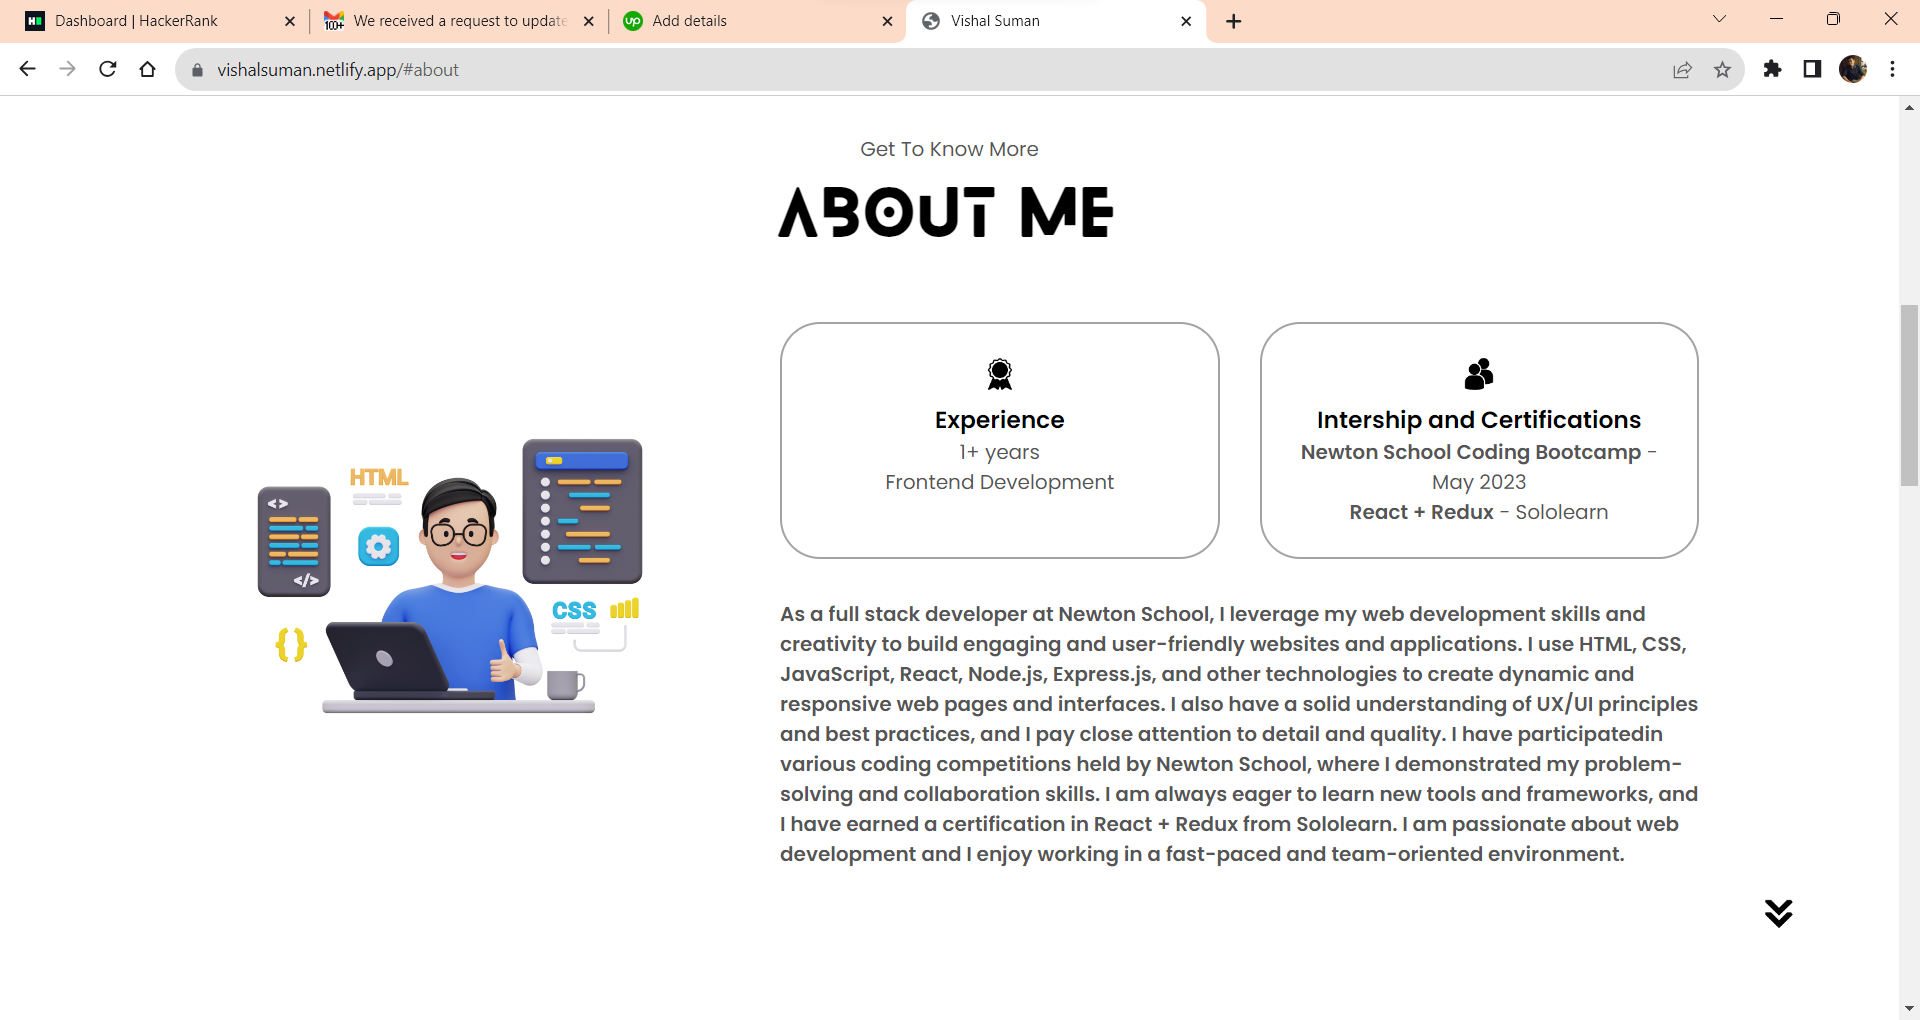 Dashboard | HackerRank
We received a request to update
Add details
Vishal Suman
vishalsuman.netlify.app/#about
Get To Know More
ABOUT ME
Experience
1+ years
Frontend Development
Intership and Certifications
Newton School Coding Bootcamp -
May 2023
React + Redux - Sololearn
HTML
CSS
As a full stack developer at Newton School, I leverage my web development skills and
creativity to build engaging and user-friendly websites and applications. I use HTML, CSS,
JavaScript, React, Node.js, Express.js, and other technologies to create dynamic and
responsive web pages and interfaces. I also have a solid understanding of UX/UI principles
and best practices, and I pay close attention to detail and quality. I have participatedin
various coding competitions held by Newton School, where I demonstrated my problem-
solving and collaboration skills. I am always eager to learn new tools and frameworks, and
I have earned a certification in React + Redux from Sololearn. I am passionate about web
development and I enjoy working in a fast-paced and team-oriented environment.